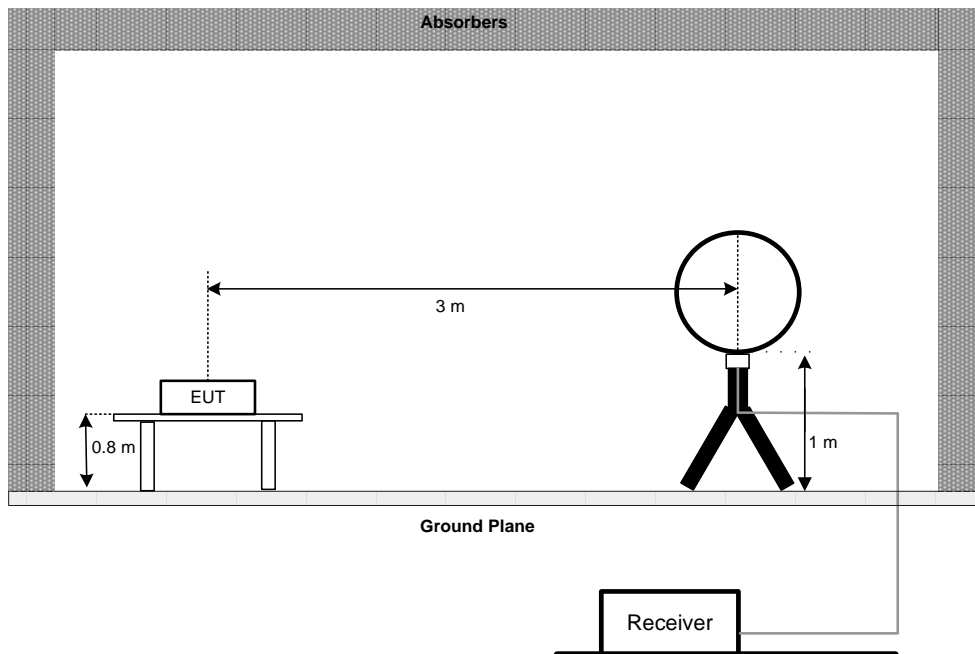 Absorbers
3 m
EUT
0.8 m
1 m
Ground Plane
Receiver